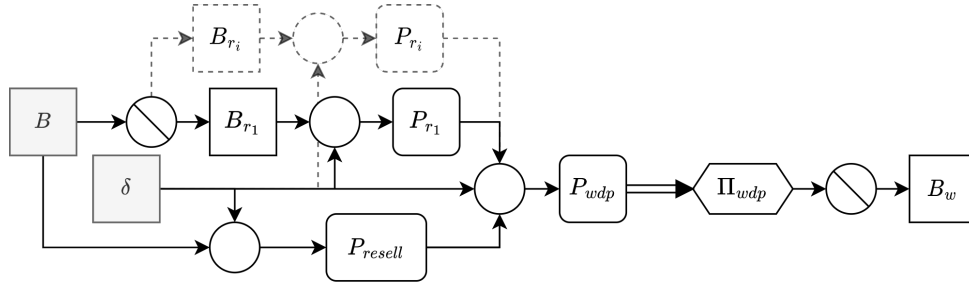 B_{r_i}
P_{r_i}
B
B_{r_1}
P_{r_1}
δ
P_{wdp}
Π_{wdp}
B_w
P_{resell}